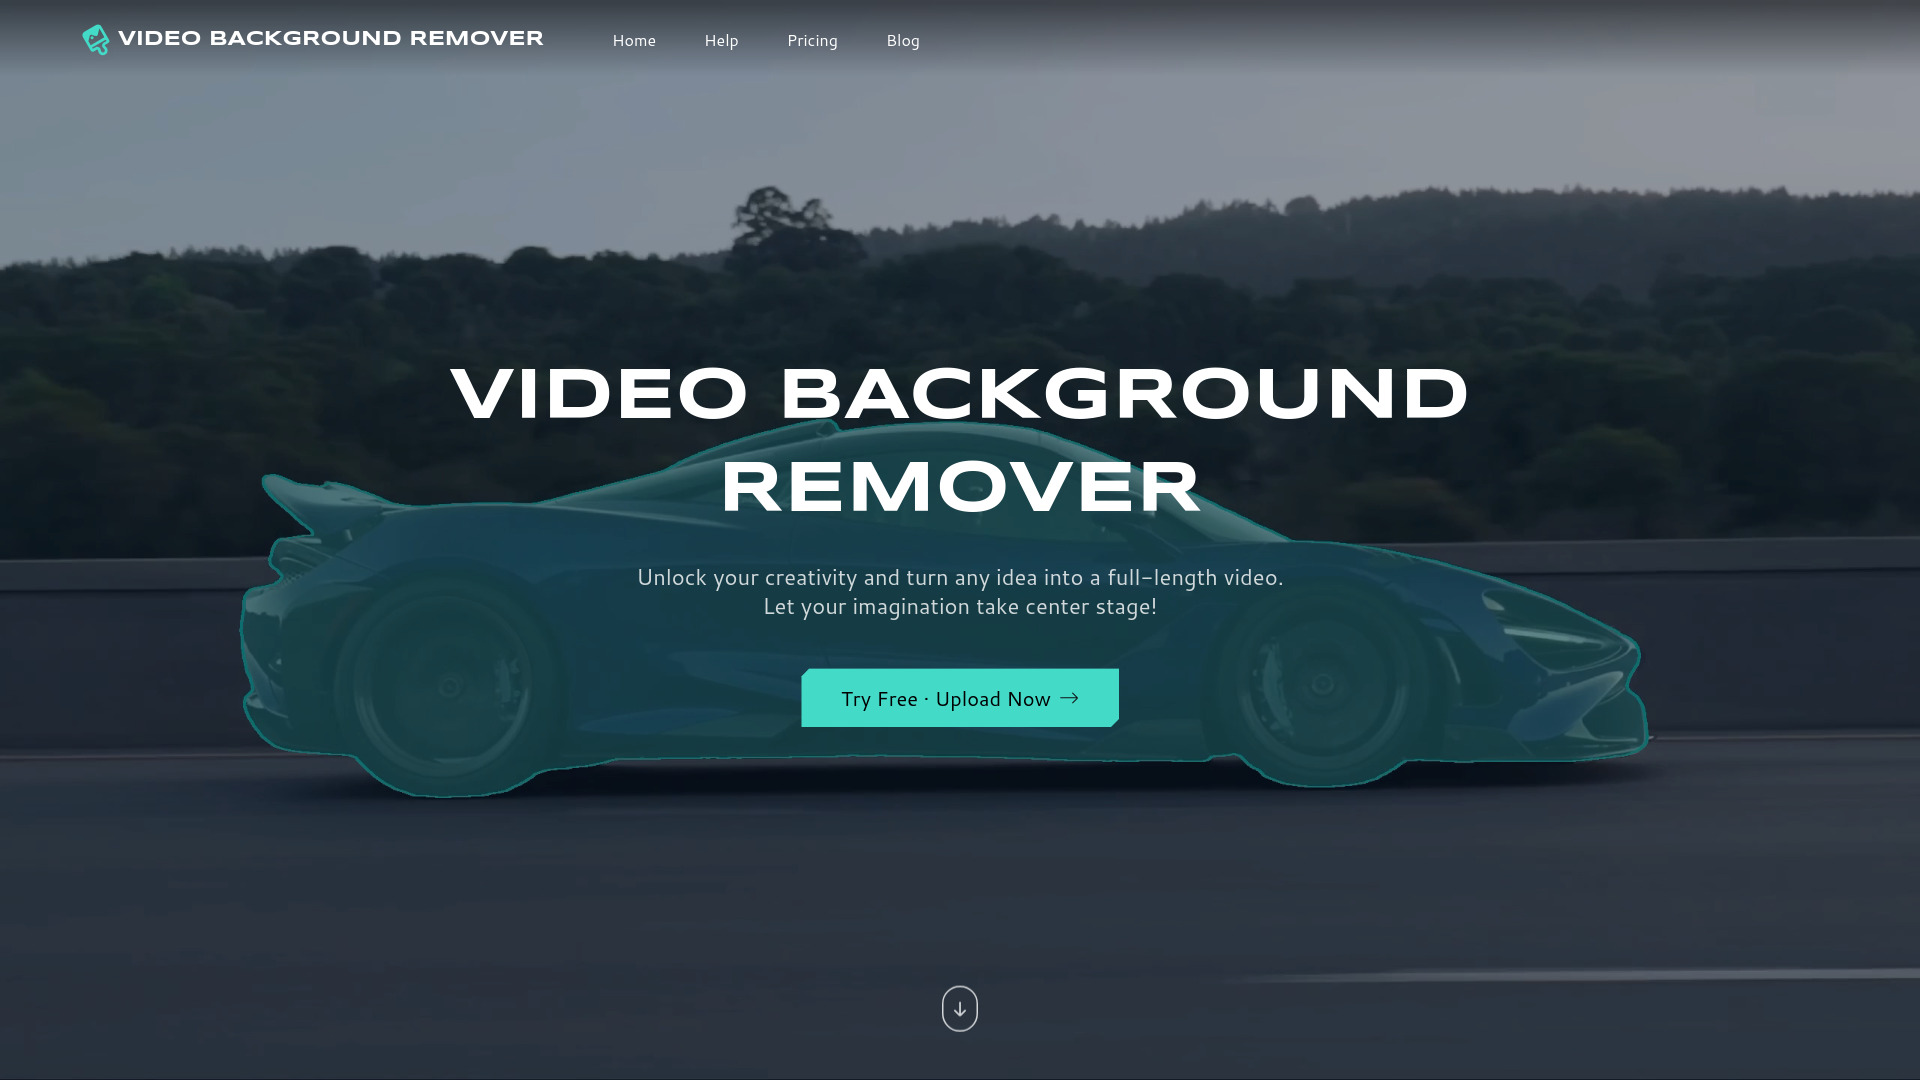 VIDEO BACKGROUND REMOVER
Home
Help
Pricing
Blog
VIDEO BACKGROUND
REMOVER
Unlock your creativity and turn any idea into a full-length video.
Let your imagination take center stage!
Try Free · Upload Now →